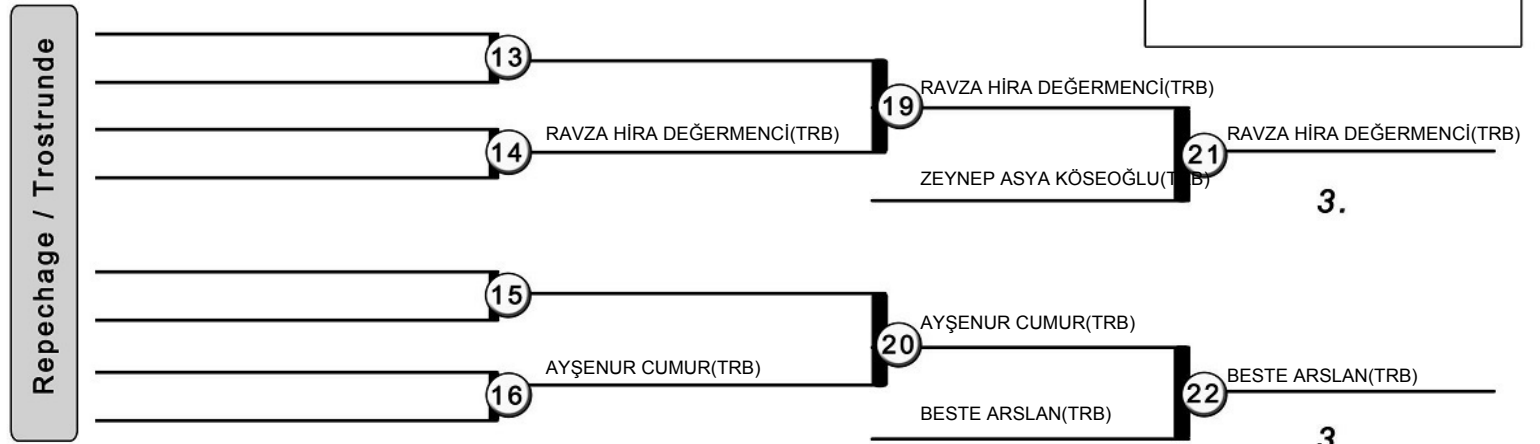 Repechage / Trostrunde
13
RAVZA HİRA DEĞERMENCİ(TRB)
19
RAVZA HİRA DEĞERMENCİ(TRB)
14
21
RAVZA HİRA DEĞERMENCİ(TRB)
ZEYNEP ASYA KÖSEOĞLU(TRB)
3.
15
AYŞENUR CUMUR(TRB)
20
AYŞENUR CUMUR(TRB)
16
22
BESTE ARSLAN(TRB)
BESTE ARSLAN(TRB)
3